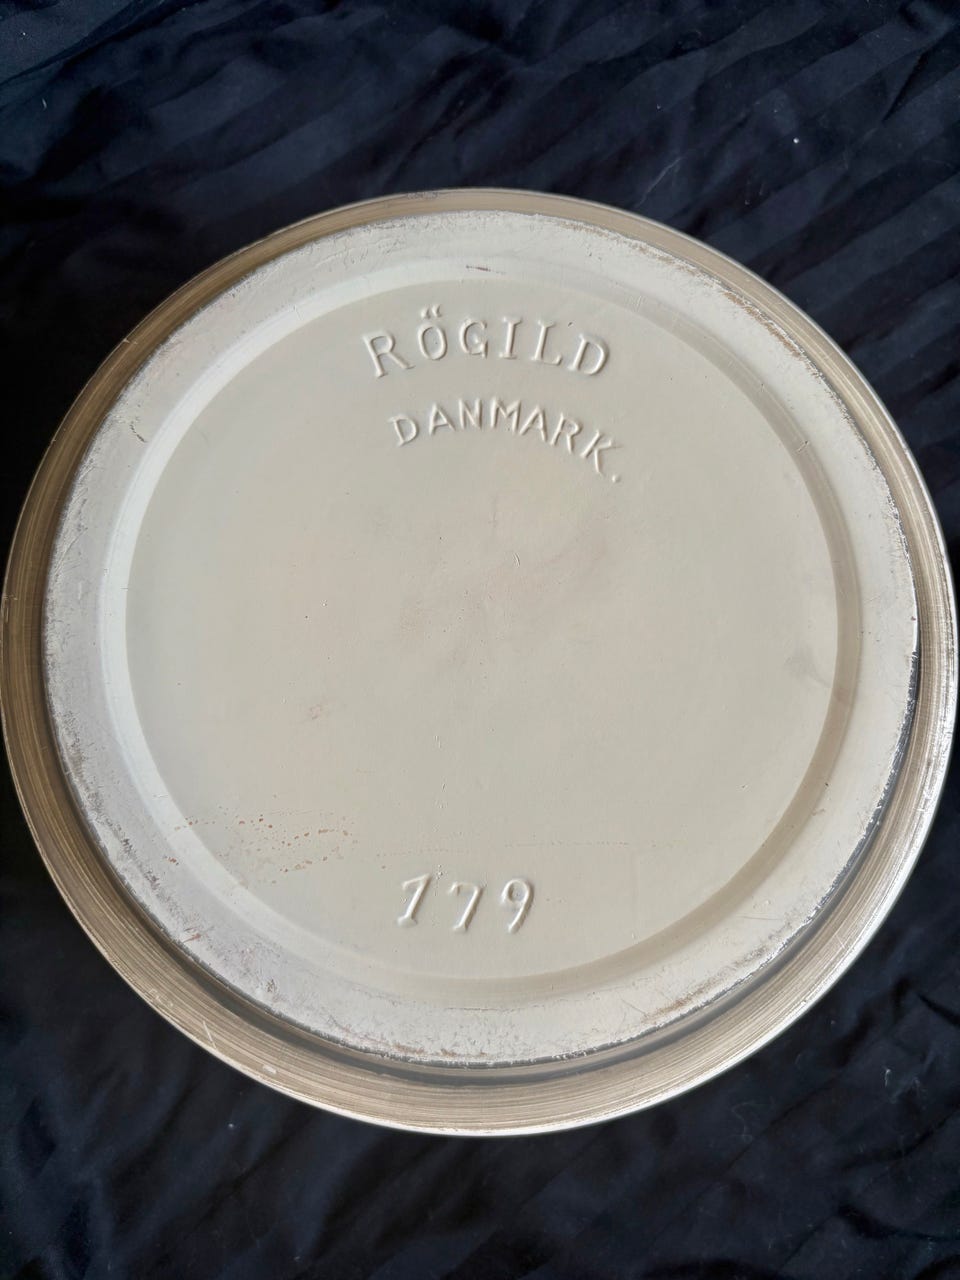 RÖGILD
DANMARK.
179